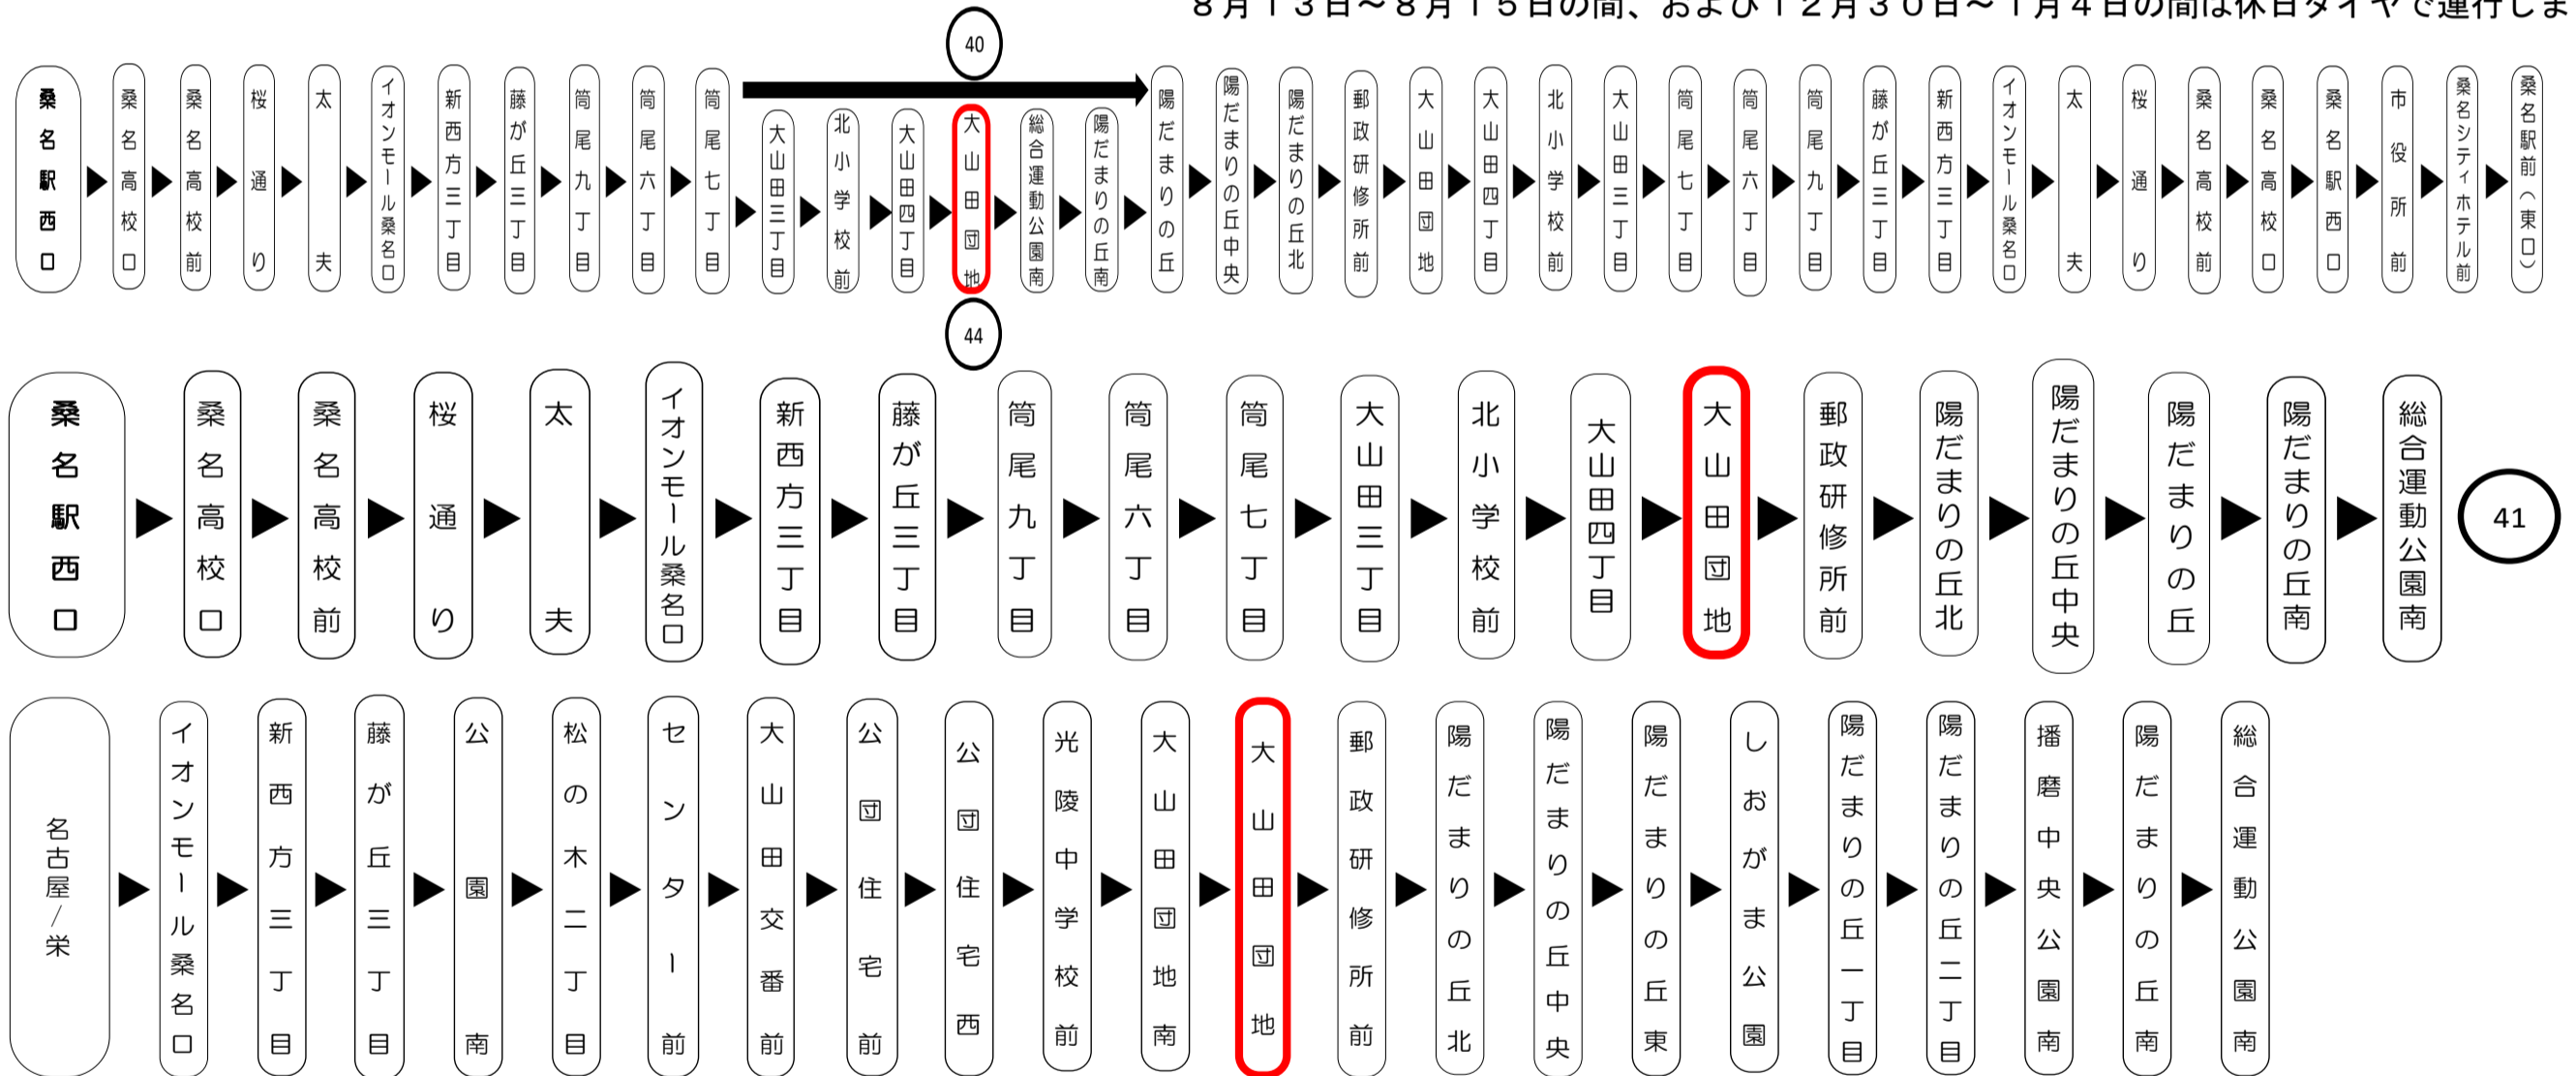 8月13日~8月15日の間、および12月30日~1月4日の間は休日ダイヤで運行しま
40
桑名駅西口
桑名高校口
桑名高校前
桜通り
太夫
イオンモール桑名口
新西方三丁目
藤が丘三丁目
筒尾九丁目
筒尾六丁目
筒尾七丁目
大山田三丁目
北小学校前
大山田四丁目
大山田団地
総合運動公園南
陽だまりの丘南
陽だまりの丘
陽だまりの丘中央
陽だまりの丘北
郵政研修所前
大山田団地
大山田四丁目
北小学校前
大山田三丁目
筒尾七丁目
筒尾六丁目
筒尾九丁目
藤が丘三丁目
新西方三丁目
イオンモール桑名口
太夫
桜通り
桑名高校前
桑名高校口
桑名駅西口
市役所前
桑名シティホテル前
桑名駅前(東口)
44
桑名駅西口
桑名高校口
桑名高校前
桜通り
太夫
イオンモール桑名口
新西方三丁目
藤が丘三丁目
筒尾九丁目
筒尾六丁目
筒尾七丁目
大山田三丁目
北小学校前
大山田四丁目
大山田団地
郵政研修所前
陽だまりの丘北
陽だまりの丘中央
陽だまりの丘
陽だまりの丘南
総合運動公園南
41
名古屋/栄
イオンモール桑名口
新西方三丁目
藤が丘三丁目
公園南
松の木二丁目
センター前
大山田交番前
公団住宅前
公団住宅西
光陵中学校前
大山田団地南
大山田団地
郵政研修所前
陽だまりの丘北
陽だまりの丘中央
陽だまりの丘東
しおがま公園
陽だまりの丘一丁目
陽だまりの丘二丁目
播磨中央公園南
陽だまりの丘南
総合運動公園南